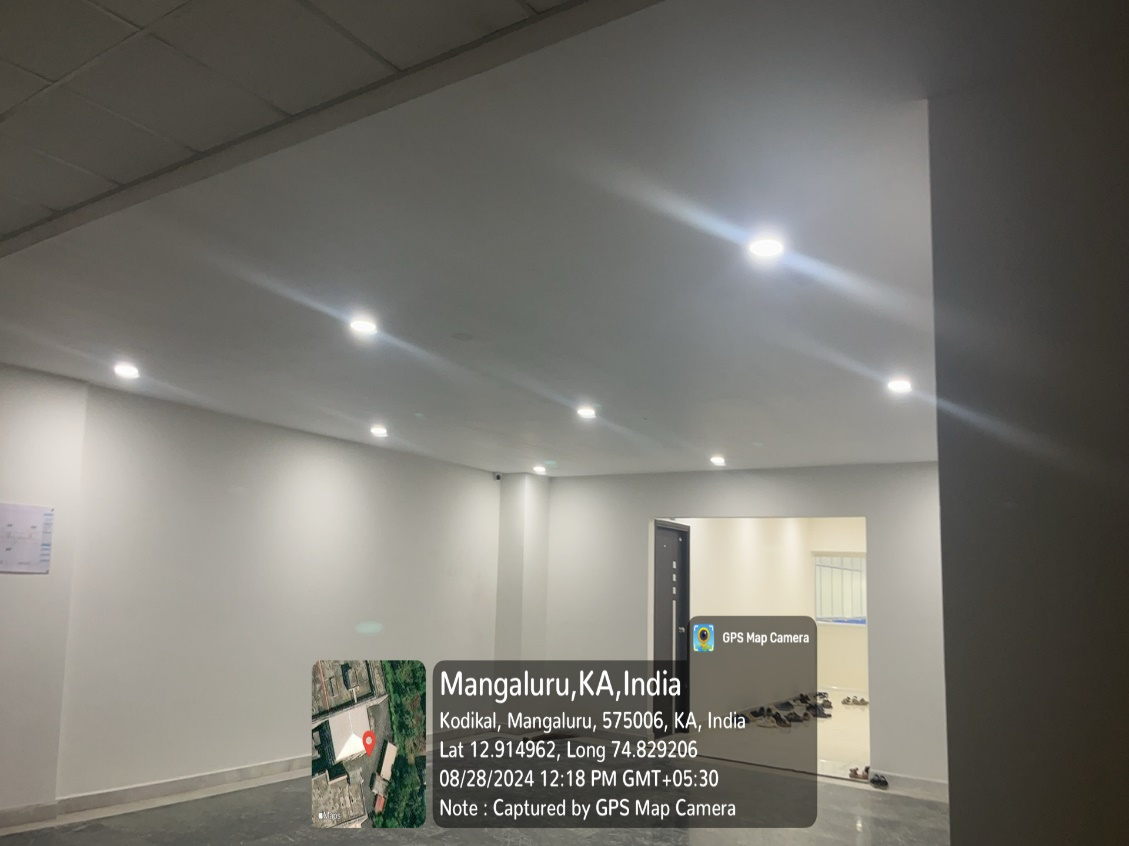 GPS Map Camera
Mangaluru,KA,India
Kodikal, Mangaluru, 575006, KA, India
Lat 12.914962, Long 74.829206
08/28/2024 12:18 PM GMT+05:30
Note : Captured by GPS Map Camera
Maps